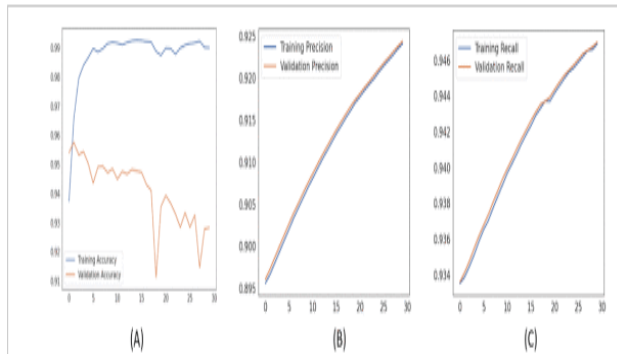 0.99
0.98
0.97
0.96
0.95
0.94
0.93
0.92
0.91
Training Accuracy
Validation Accuracy
0 5 10 15 20 25 30
(A)
0.925
0.920
0.915
0.910
0.905
0.900
0.895
Training Precision
Validation Precision
0 5 10 15 20 25 30
(B)
0.946
0.944
0.942
0.940
0.938
0.936
0.934
Training Recall
Validation Recall
0 5 10 15 20 25 30
(C)